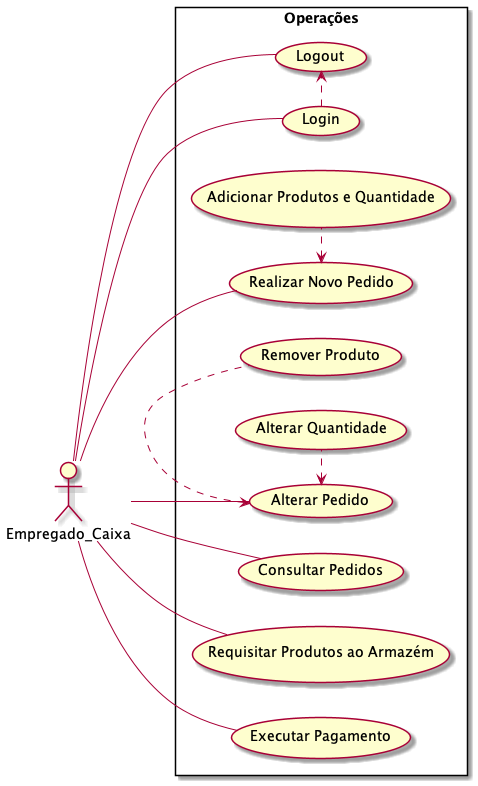 Operações
Logout
Login
Adicionar Produtos e Quantidade
Realizar Novo Pedido
Remover Produto
Alterar Quantidade
Alterar Pedido
Empregado_Caixa
Consultar Pedidos
Requisitar Produtos ao Armazém
Executar Pagamento